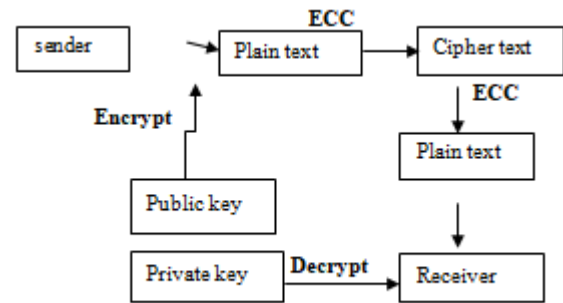 ECC
sender
Plain text
Cipher text
ECC
Encrypt
Plain text
Public key
Private key
Decrypt
Receiver